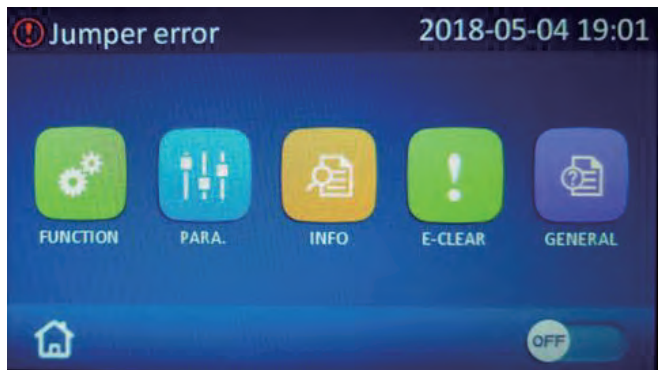 Jumper error 2018-05-04 19:01
FUNCTION PARA. INFO E-CLEAR GENERAL
OFF